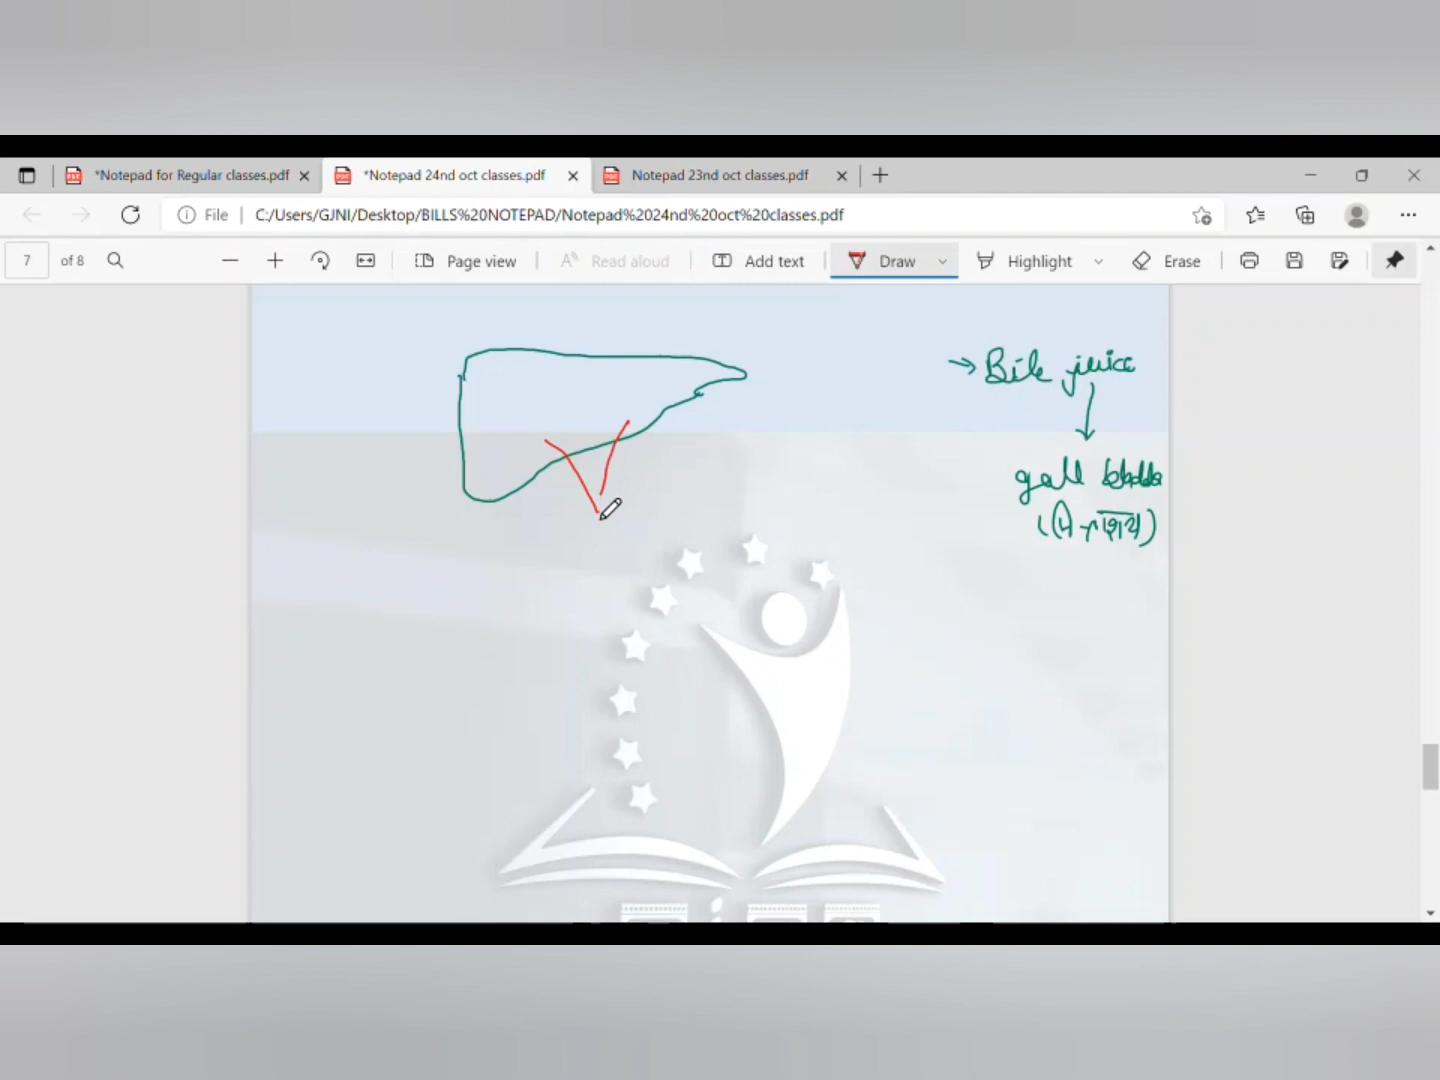 *Notepad for Regular classes.pdf
*Notepad 24nd oct classes.pdf
Notepad 23nd oct classes.pdf
File
C:/Users/GJNI/Desktop/BILLS%20NOTEPAD/Notepad%2024nd%20oct%20classes.pdf
7 of 8
Page view
Read aloud
Add text
Draw
Highlight
Erase
→ Bile juice
gall